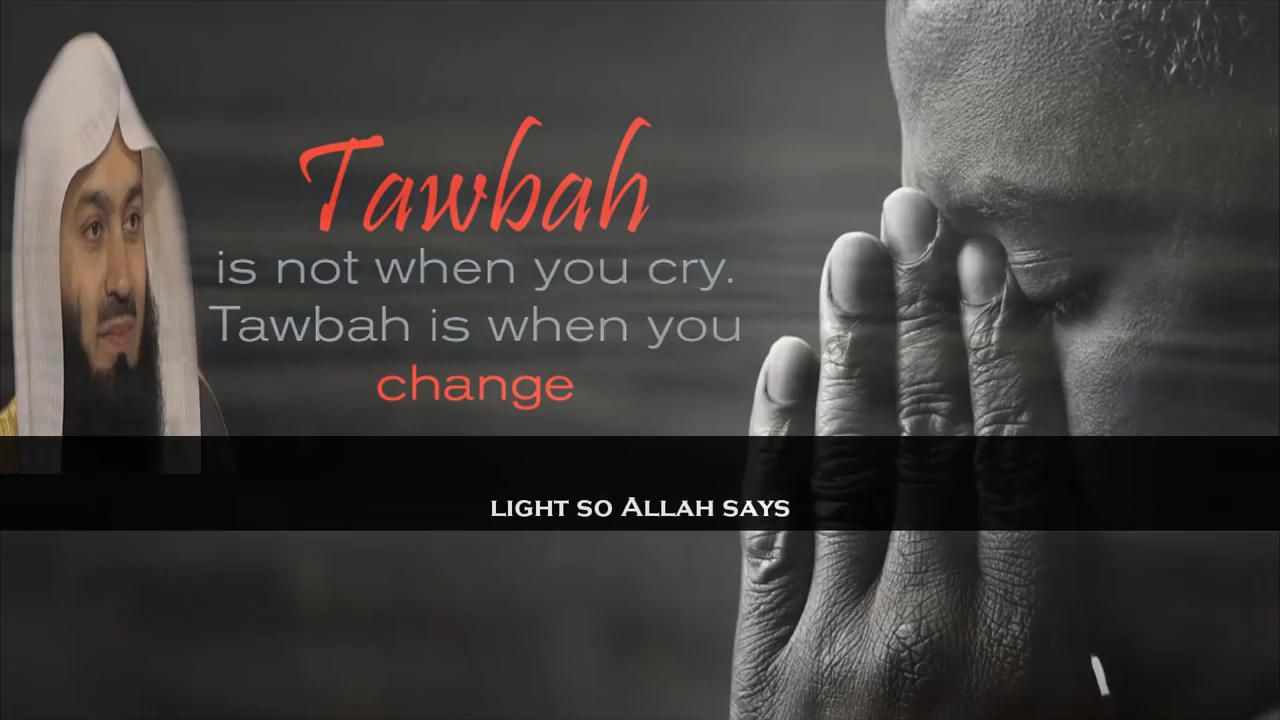 Tawbah
is not when you cry.
Tawbah is when you
change
LIGHT SO ALLAH SAYS